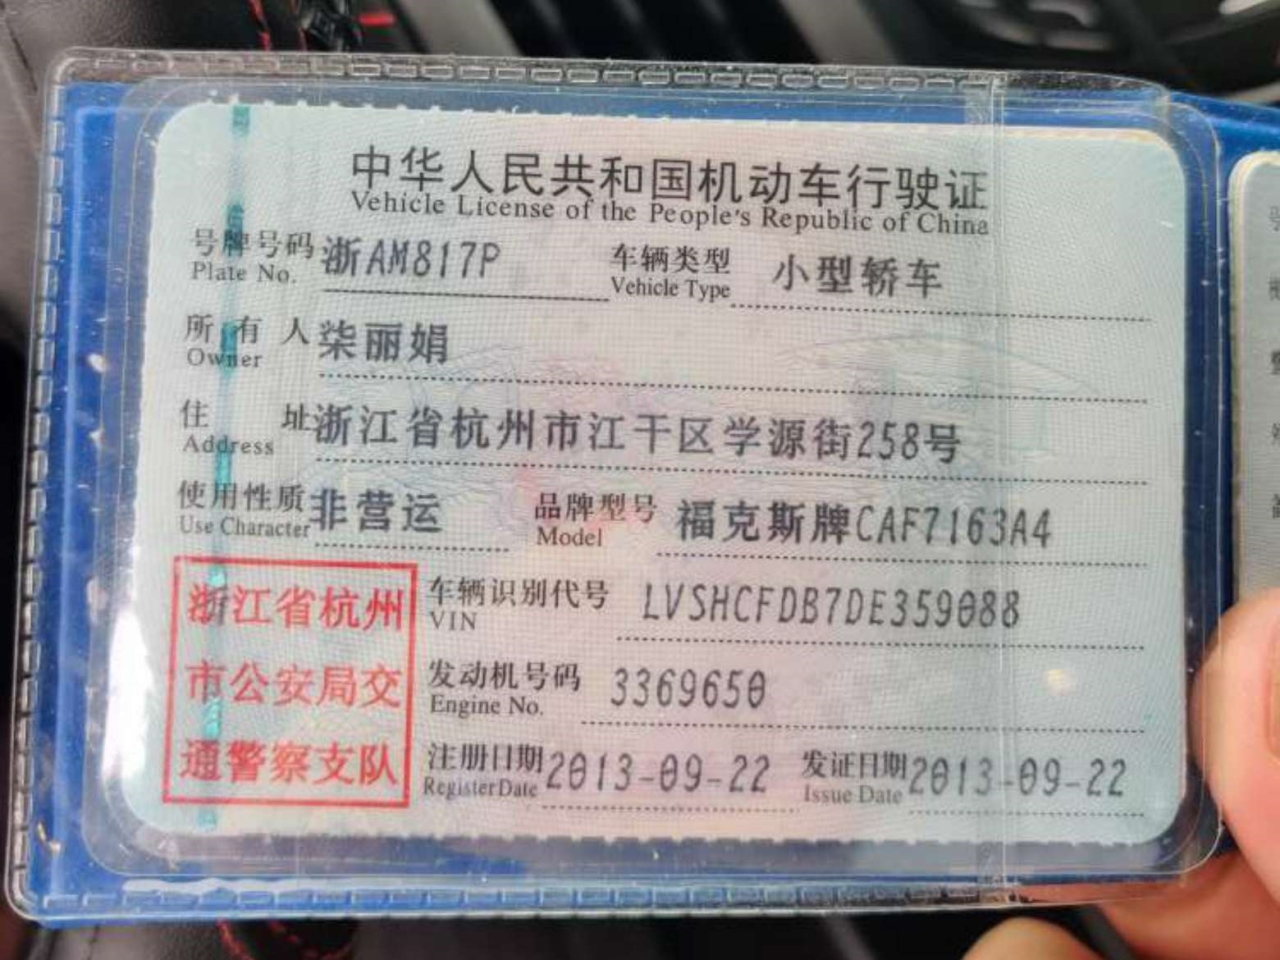 中华人民共和国机动车行驶证
Vehicle License of the People's Republic of China
号牌号码 浙AM817P 车辆类型 小型轿车
Plate No. Vehicle Type
所有人 柒丽娟
Owner
住址 浙江省杭州市江干区学源街258号
Address
使用性质 非营运 品牌型号 福克斯牌CAF7163A4
Use Character Model
浙江省杭州
市公安局交
通警察支队
车辆识别代号 LVSHCFDB7DE359088
VIN
发动机号码 3369650
Engine No.
注册日期 2013-09-22 发证日期 2013-09-22
Register Date Issue Date